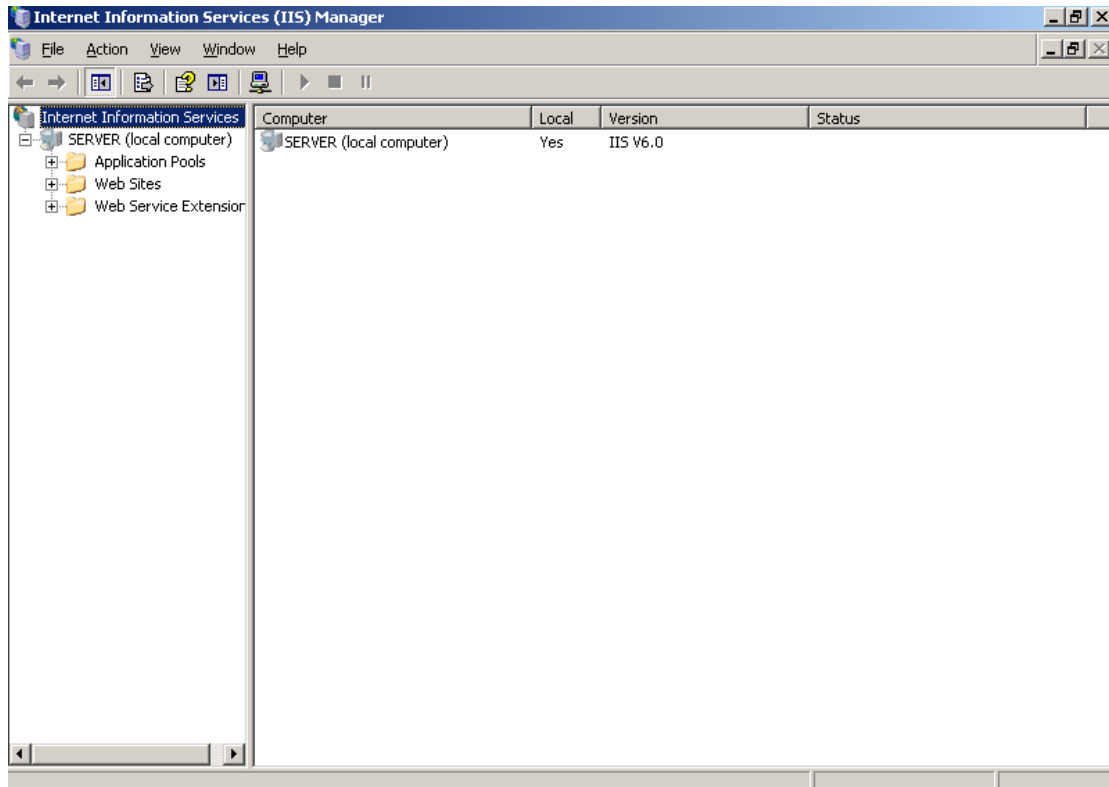 Internet Information Services (IIS) Manager
File Action View Window Help
Internet Information Services
SERVER (local computer)
Application Pools
Web Sites
Web Service Extension
Computer Local Version Status
SERVER (local computer) Yes IIS V6.0